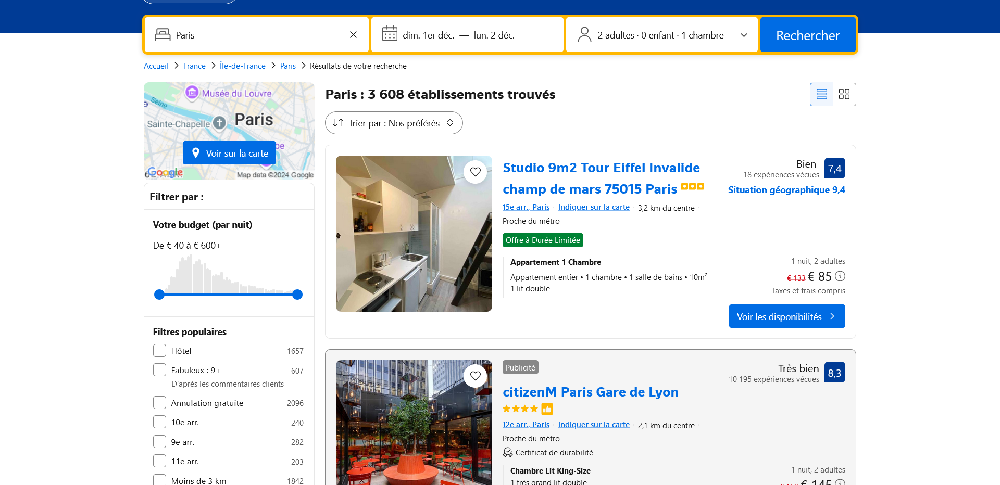 Paris
dim. 1er déc. — lun. 2 déc.
2 adultes · 0 enfant · 1 chambre
Rechercher
Accueil > France > Île-de-France > Paris > Résultats de votre recherche
Musée du Louvre
Seine
Sainte-Chapelle
Paris
Voir sur la carte
Google
Map data ©2024 Google
Filtrer par :
Votre budget (par nuit)
De € 40 à € 600+
Filtres populaires
Hôtel 1657
Fabuleux : 9+ 607
D'après les commentaires clients
Annulation gratuite 2096
10e arr. 240
9e arr. 282
11e arr. 203
Moins de 3 km 1842
Paris : 3 608 établissements trouvés
Trier par : Nos préférés
Studio 9m2 Tour Eiffel Invalide
champ de mars 75015 Paris
15e arr., Paris · Indiquer sur la carte · 3,2 km du centre ·
Proche du métro
Offre à Durée Limitée
Appartement 1 Chambre
Appartement entier • 1 chambre • 1 salle de bains • 10m²
1 lit double
Bien
18 expériences vécues
7,4
Situation géographique 9,4
1 nuit, 2 adultes
€ 133 € 85
Taxes et frais compris
Voir les disponibilités
Publicité
citizenM Paris Gare de Lyon
12e arr., Paris · Indiquer sur la carte · 2,1 km du centre ·
Proche du métro
Certificat de durabilité
Chambre Lit King-Size
1 très grand lit double
Très bien
10 195 expériences vécues
8,3
1 nuit, 2 adultes
€ 145